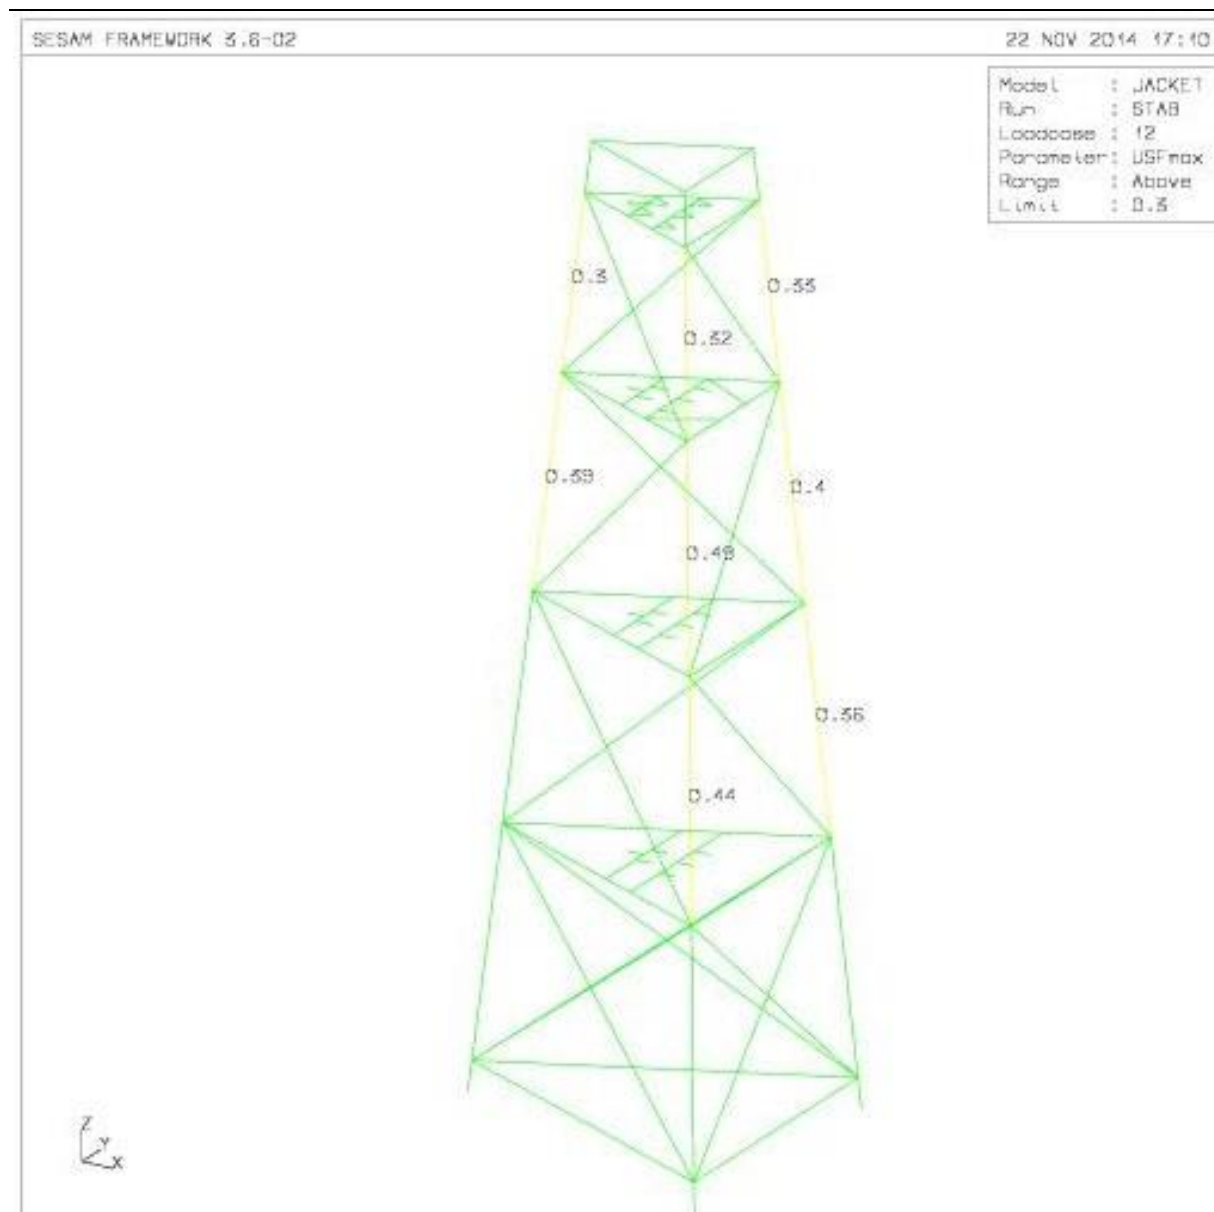 SESAM FRAMEWORK 3.6-02
22 NOV 2014 17:10
Model : JACKET
Run : STAB
Loadcase : 12
Parameter: USFmax
Range : Above
Limit : 0.3
0.3
0.33
0.32
0.39
0.4
0.49
0.36
0.44
Z
Y
X